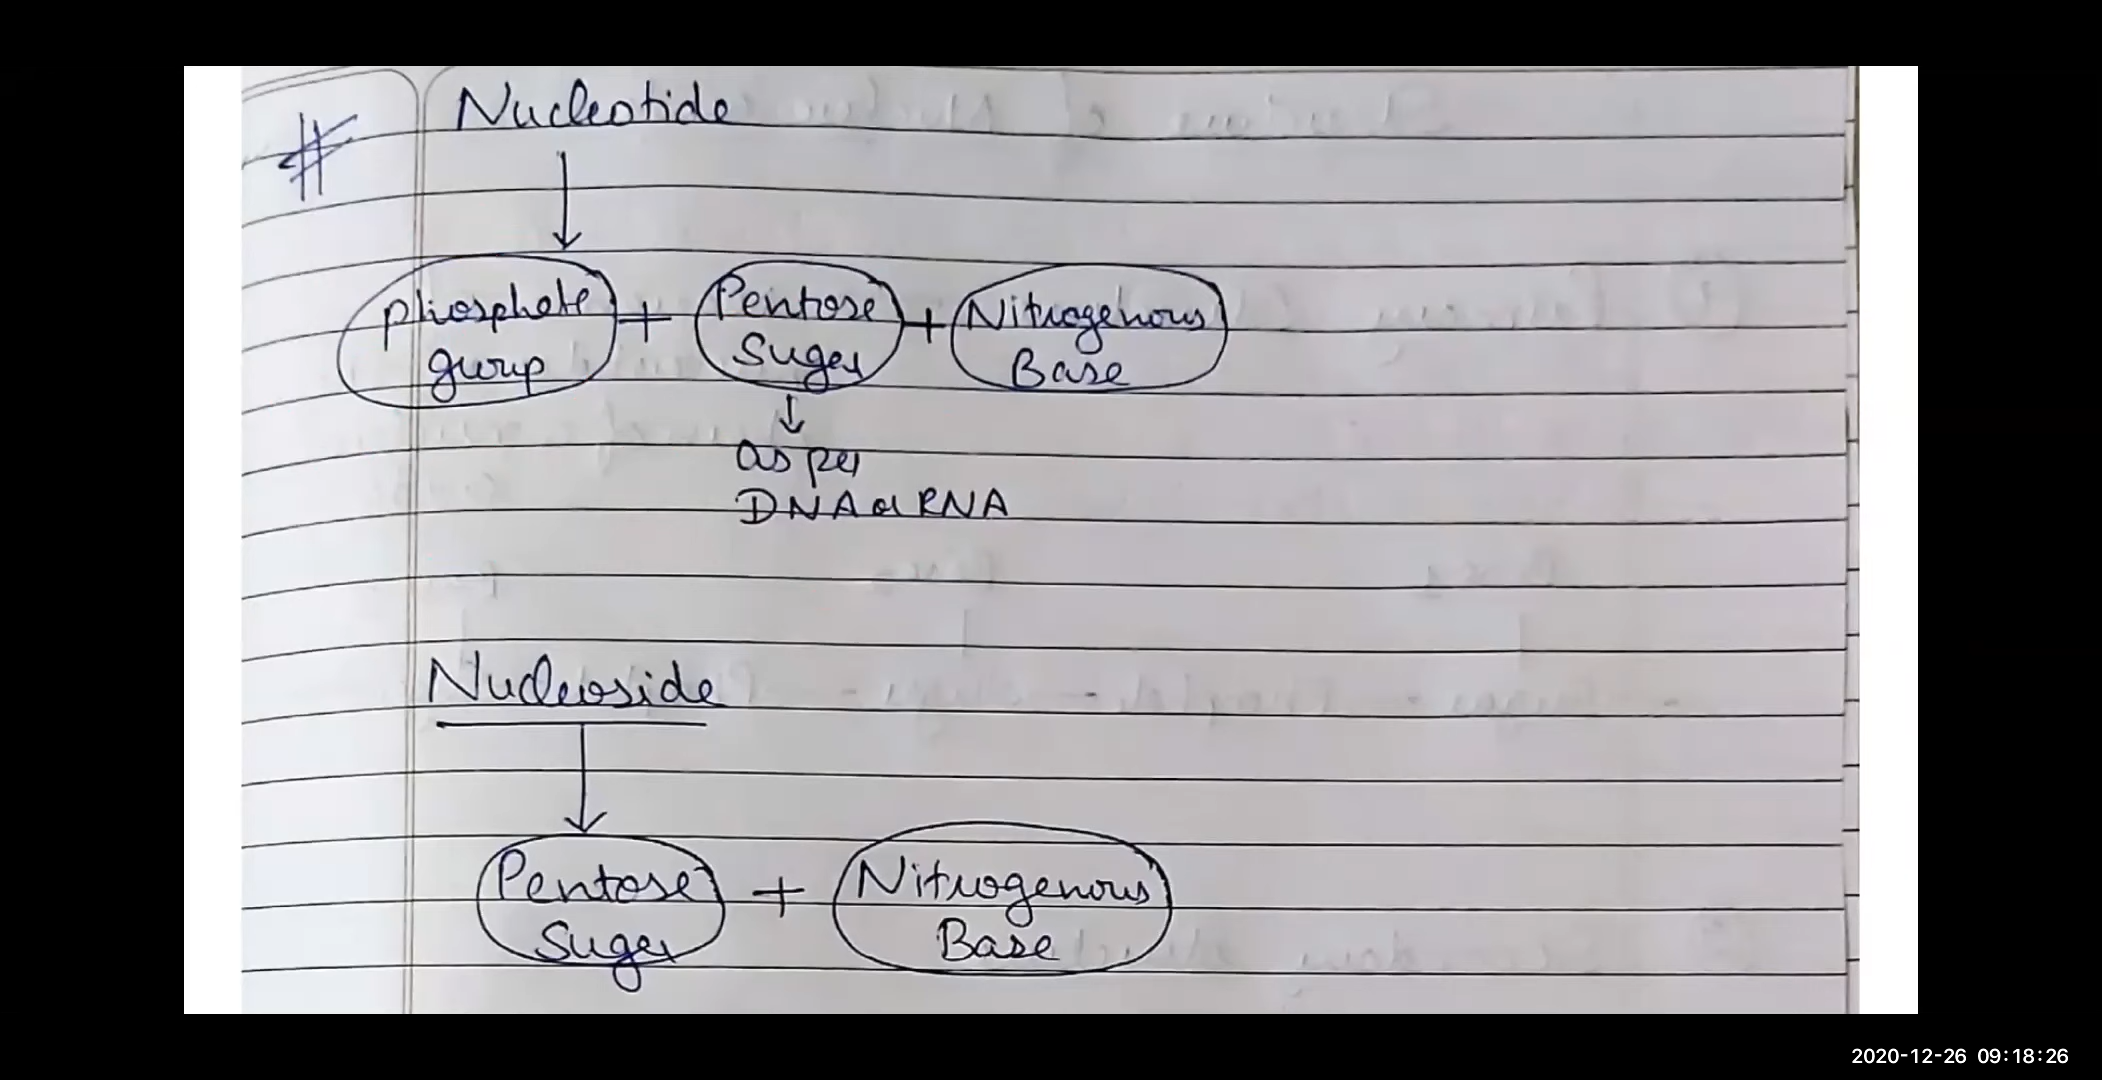 #
Nucleotide
phosphate + Pentose + Nitrogenous
group Sugar Base
as per
DNA or RNA
Nucleoside
Pentose + Nitrogenous
Sugar Base
2020-12-26 09:18:26